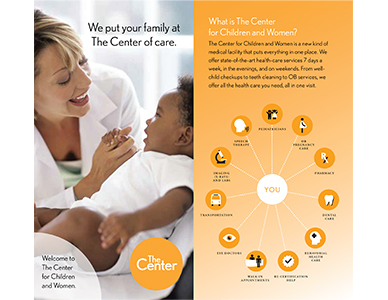 We put your family at
The Center of care.
Welcome to
The Center
for Children
and Women.
The
Center
What is The Center
for Children and Women?
The Center for Children and Women is a new kind of
medical facility that puts everything in one place. We
offer state-of-the-art health care services 7 days a
week, in the evenings, and on weekends. From well-
child checkups to teeth cleaning to OB services, we
offer all the health care you need, all in one visit.
PEDIATRICIANS
OB
PREGNANCY
CARE
PHARMACY
DENTAL
CARE
BEHAVIORAL
HEALTH
CARE
RE-CERTIFICATION
HELP
WALK-IN
APPOINTMENTS
EYE DOCTORS
TRANSPORTATION
IMAGING
X-RAYS
AND LAB
SPEECH
THERAPY
YOU